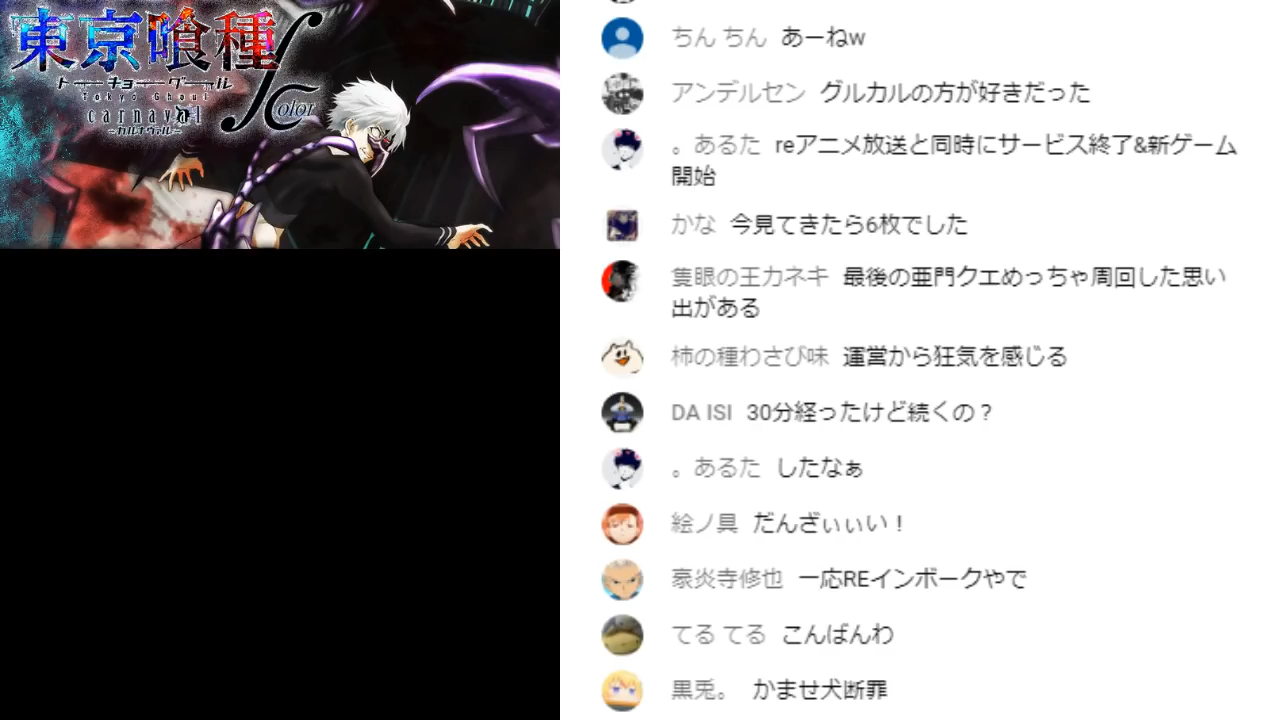 東京喰種
トーキョーグール
Tokyo Ghoul
carnaval
∫Color
～カルナヴァル～
ちん ちん あーねw
アンデルセン グルカルの方が好きだった
。あるた reアニメ放送と同時にサービス終了&新ゲーム
開始
かな 今見てきたら6枚でした
隻眼の王カネキ 最後の亜門クエめっちゃ周回した思い
出がある
柿の種わさび味 運営から狂気を感じる
DA ISI 30分経ったけど続くの？
。あるた したなぁ
絵ノ具 だんざぃぃぃい！
豪炎寺修也 一応REインボークやで
てる てる こんばんわ
黒兎。 かませ犬断罪